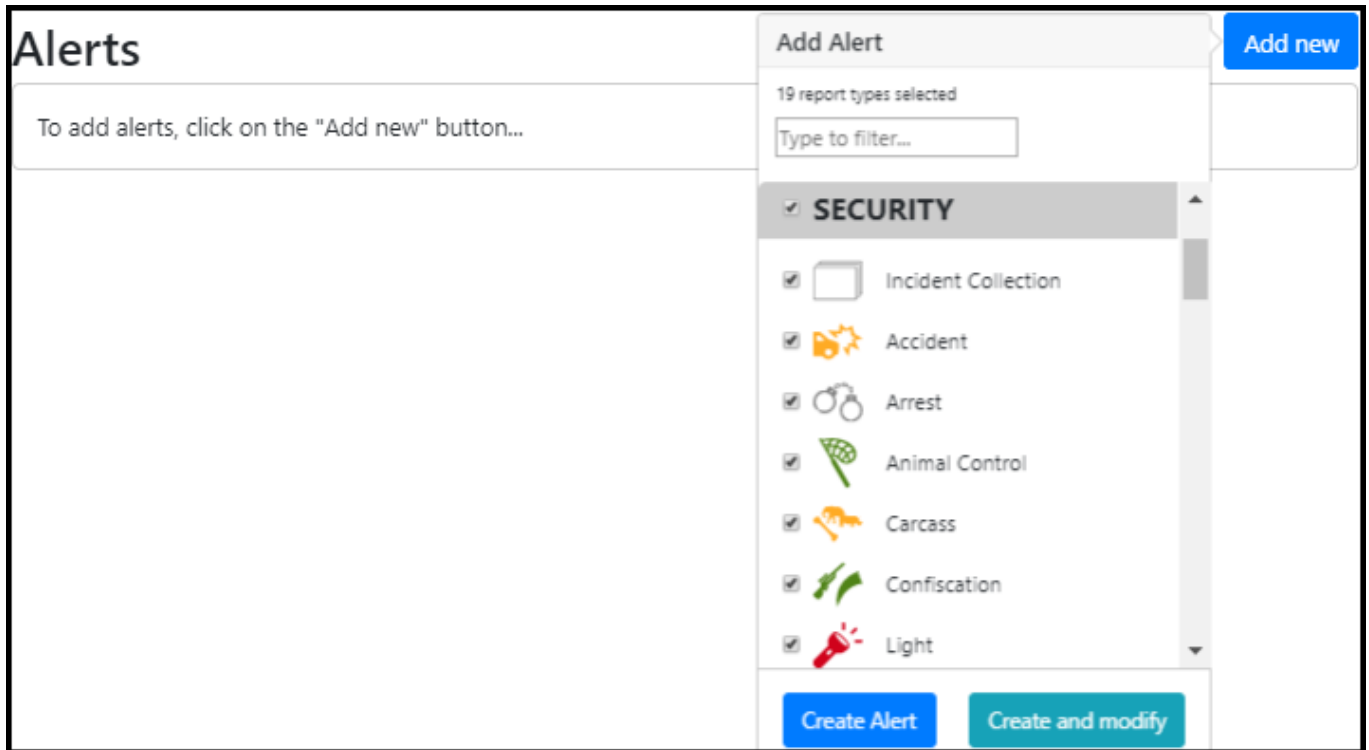 Alerts
To add alerts, click on the "Add new" button...
Add Alert
Add new
19 report types selected
Type to filter...
SECURITY
Incident Collection
Accident
Arrest
Animal Control
Carcass
Confiscation
Light
Create Alert
Create and modify